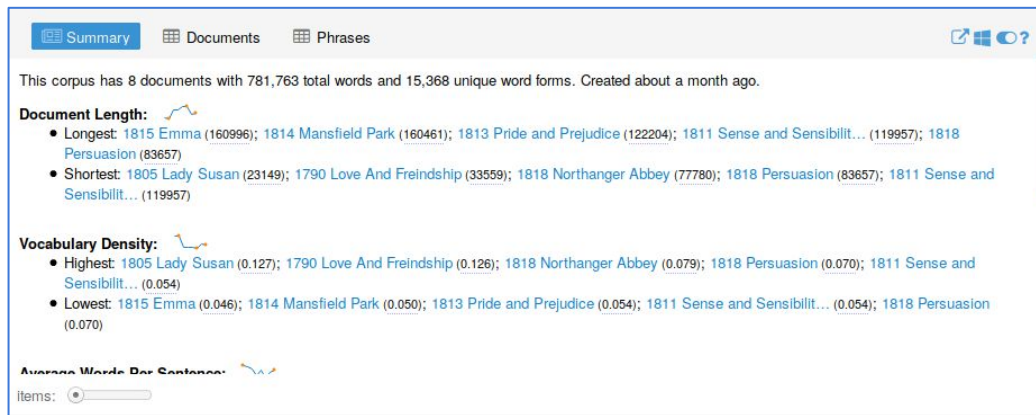 Summary Documents Phrases ?
This corpus has 8 documents with 781,763 total words and 15,368 unique word forms. Created about a month ago.
Document Length:
• Longest: 1815 Emma (160996); 1814 Mansfield Park (160461); 1813 Pride and Prejudice (122204); 1811 Sense and Sensibilit… (119957); 1818
Persuasion (83657)
• Shortest: 1805 Lady Susan (23149); 1790 Love And Freindship (33559); 1818 Northanger Abbey (77780); 1818 Persuasion (83657); 1811 Sense and
Sensibilit… (119957)
Vocabulary Density:
• Highest: 1805 Lady Susan (0.127); 1790 Love And Freindship (0.126); 1818 Northanger Abbey (0.079); 1818 Persuasion (0.070); 1811 Sense and
Sensibilit… (0.054)
• Lowest: 1815 Emma (0.046); 1814 Mansfield Park (0.050); 1813 Pride and Prejudice (0.054); 1811 Sense and Sensibilit… (0.054); 1818 Persuasion
(0.070)
Average Words Per Sentence:
items: